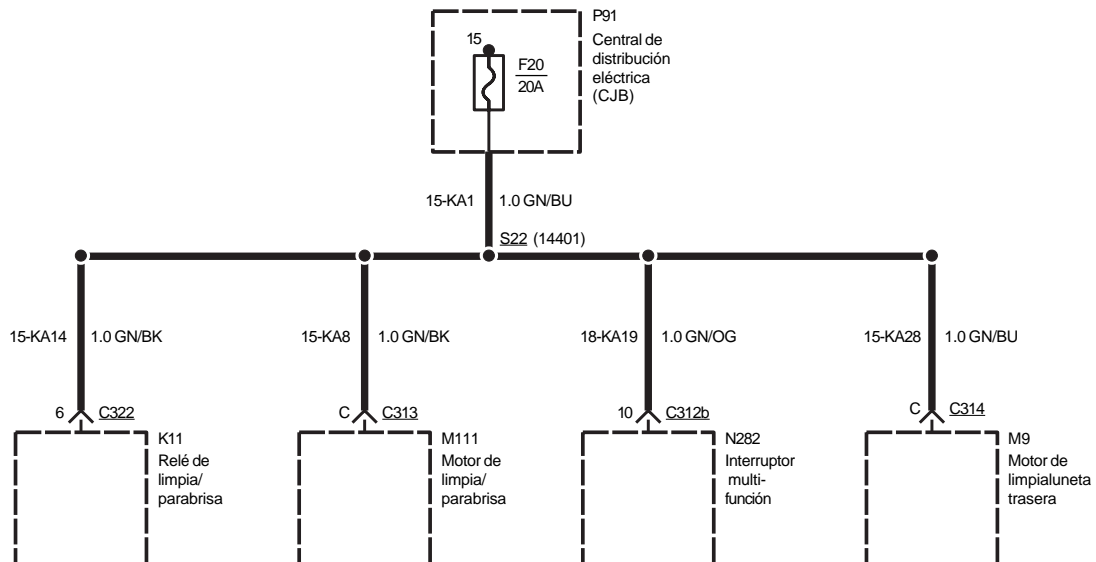 P91
Central de
distribución
eléctrica
(CJB)
15
F20
20A
15-KA1
1.0 GN/BU
S22 (14401)
15-KA14
1.0 GN/BK
15-KA8
1.0 GN/BK
18-KA19
1.0 GN/OG
15-KA28
1.0 GN/BU
6
C322
C
C313
10
C312b
C
C314
K11
Relé de
limpia/
parabrisa
M111
Motor de
limpia/
parabrisa
N282
Interruptor
multi-
función
M9
Motor de
limpialuneta
trasera